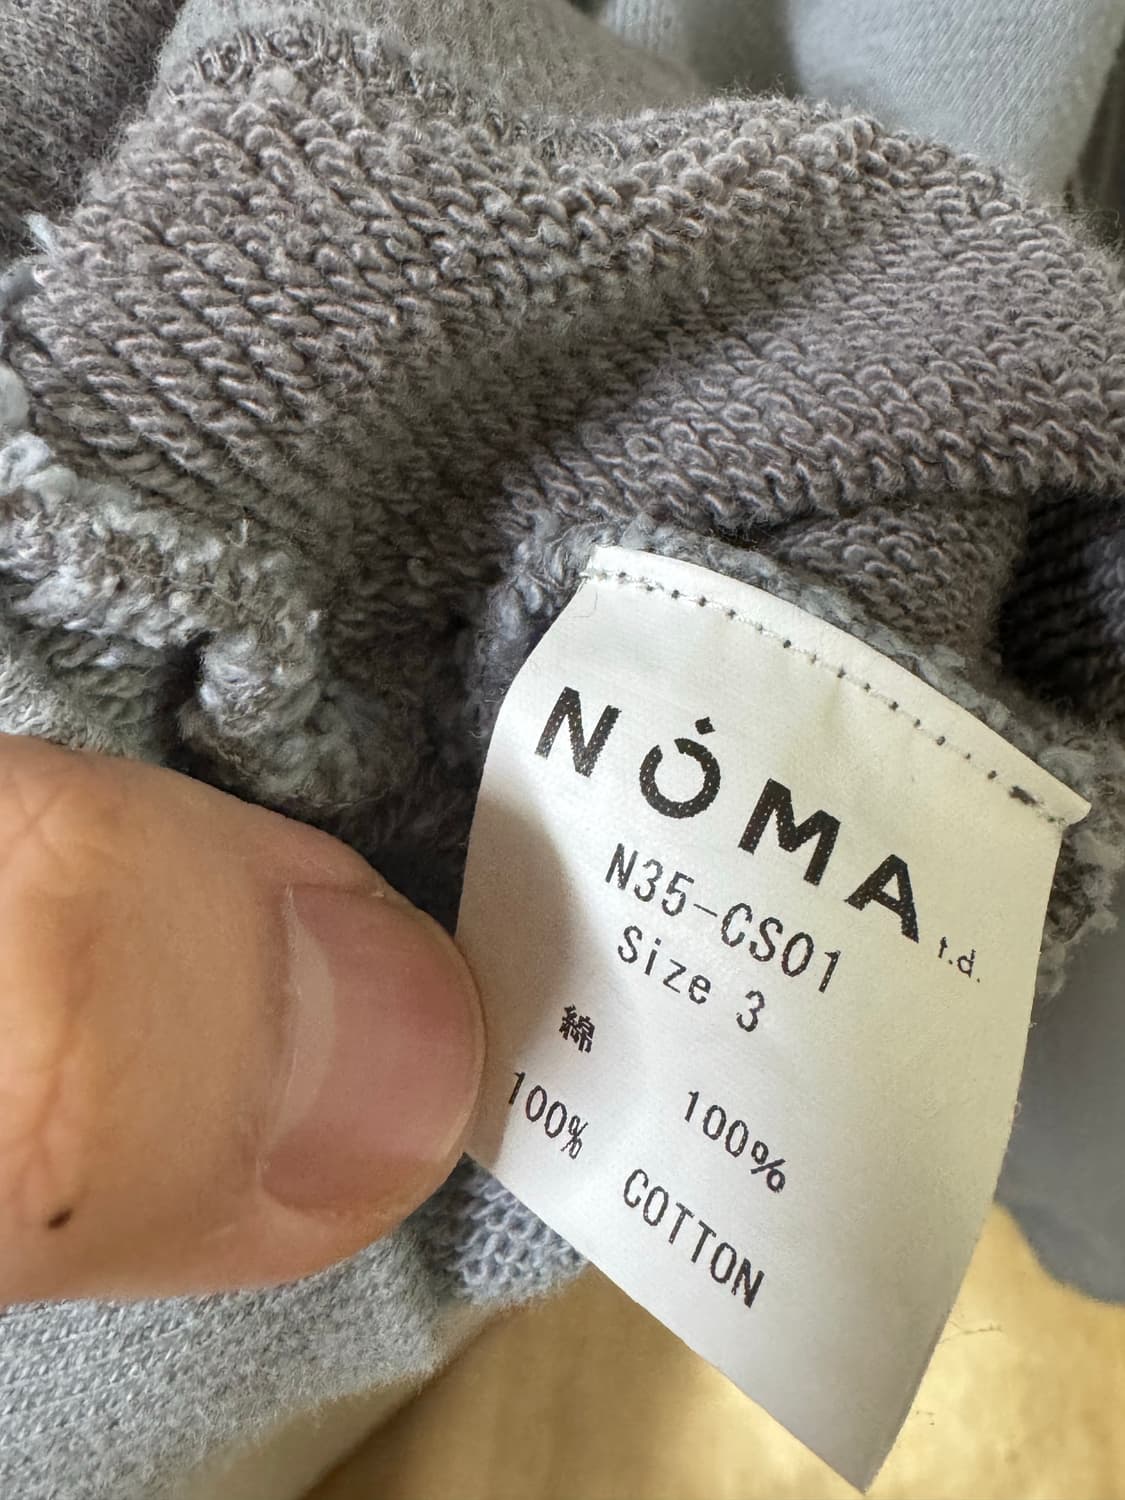 NOMA t.d.
N35-CS01
Size 3
綿 100%
100% COTTON